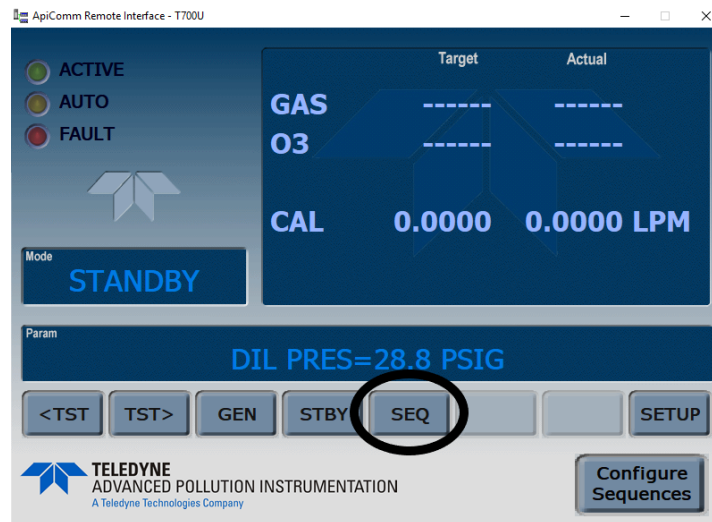 ApiComm Remote Interface - T700U
ACTIVE
AUTO
FAULT
Target Actual
GAS ------ ------
O3 ------ ------
CAL 0.0000 0.0000 LPM
Mode
STANDBY
Param
DIL PRES=28.8 PSIG
<TST TST> GEN STBY SEQ SETUP
TELEDYNE
ADVANCED POLLUTION INSTRUMENTATION
A Teledyne Technologies Company
Configure
Sequences